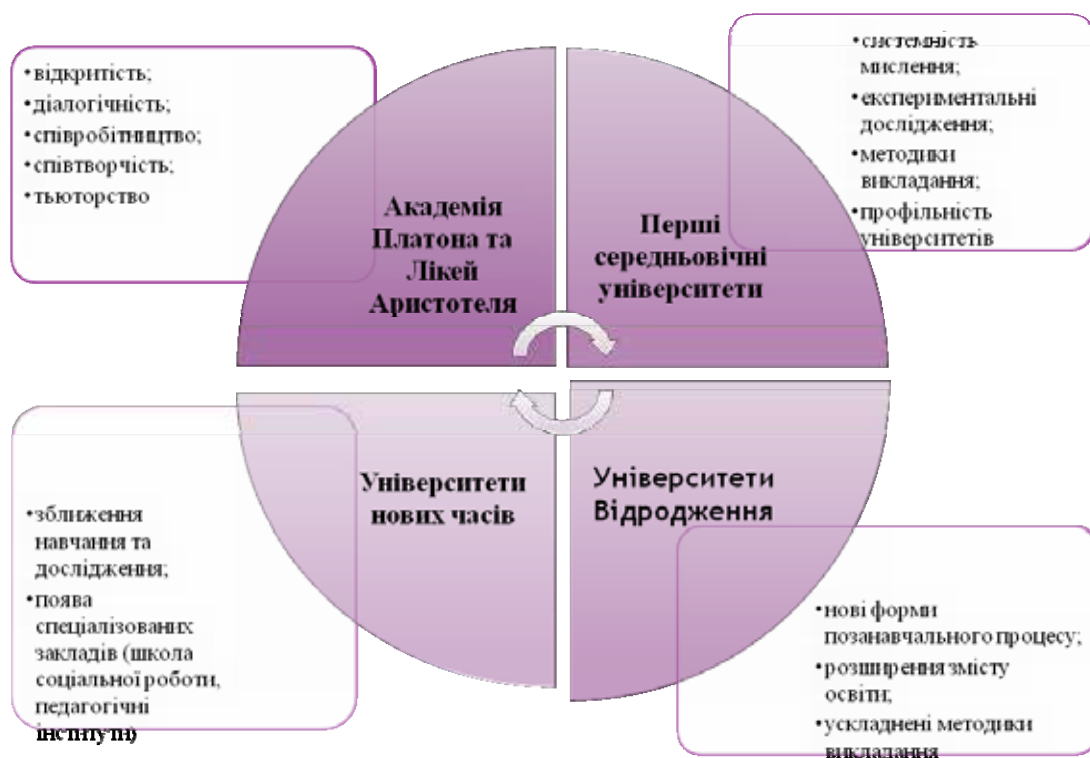 •відкритість;
•діалогічність;
•співробітництво;
•співтворчість;
•тьюторство
Академія
Платона та
Лікей
Аристотеля
•системність
мислення;
•експериментальні
дослідження;
•методики
викладання;
•профільність
університетів
Перші
середньовічні
університети
Університети
нових часів
•зближення
навчання та
дослідження;
•поява
спеціалізованих
закладів (школа
соціальної роботи,
педагогічні
інститути)
Університети
Відродження
•нові форми
позанавчального процесу;
•розширення змісту
освіти;
•ускладнені методики
викладання